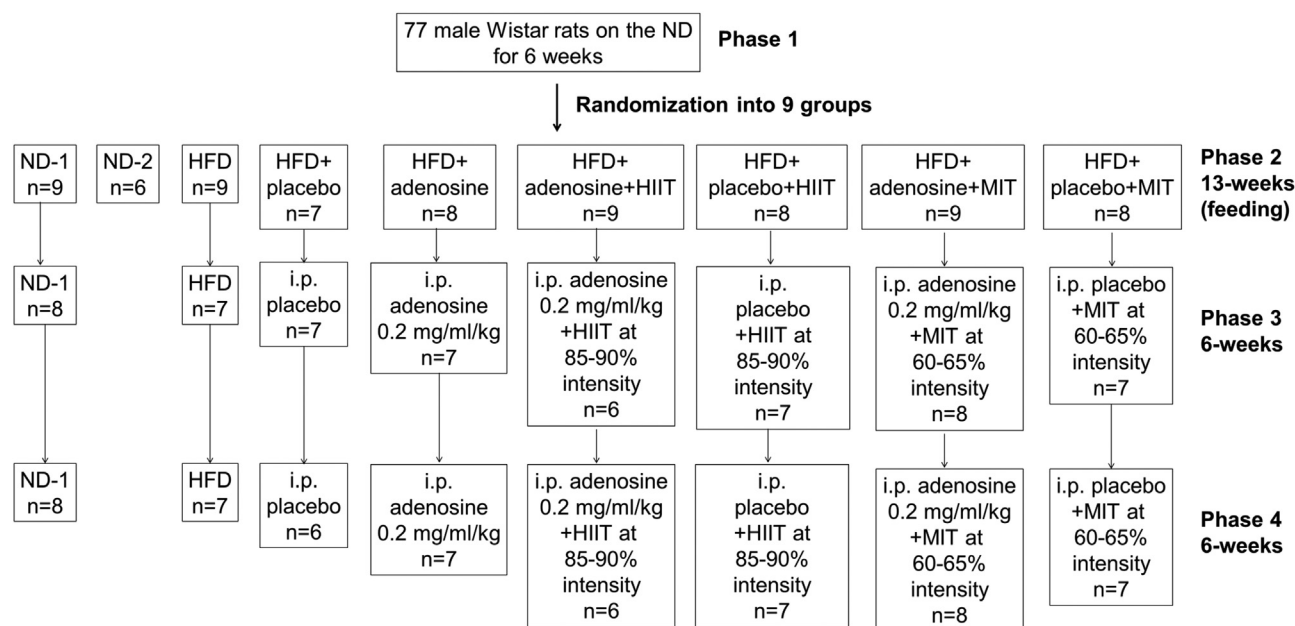 77 male Wistar rats on the ND
for 6 weeks
Phase 1
Randomization into 9 groups
ND-1
n=9
ND-2
n=6
HFD
n=9
HFD+
placebo
n=7
HFD+
adenosine
n=8
HFD+
adenosine+HIIT
n=9
HFD+
placebo+HIIT
n=8
HFD+
adenosine+MIT
n=9
HFD+
placebo+MIT
n=8
Phase 2
13-weeks
(feeding)
ND-1
n=8
HFD
n=7
i.p.
placebo
n=7
i.p.
adenosine
0.2 mg/ml/kg
n=7
i.p. adenosine
0.2 mg/ml/kg
+HIIT at
85-90%
intensity
n=6
i.p.
placebo
+HIIT at
85-90%
intensity
n=7
i.p. adenosine
0.2 mg/ml/kg
+MIT at
60-65%
intensity
n=8
i.p. placebo
+MIT at
60-65%
intensity
n=7
Phase 3
6-weeks
ND-1
n=8
HFD
n=7
i.p.
placebo
n=6
i.p.
adenosine
0.2 mg/ml/kg
n=7
i.p. adenosine
0.2 mg/ml/kg
+HIIT at
85-90%
intensity
n=6
i.p.
placebo
+HIIT at
85-90%
intensity
n=7
i.p. adenosine
0.2 mg/ml/kg
+MIT at
60-65%
intensity
n=8
i.p. placebo
+MIT at
60-65%
intensity
n=7
Phase 4
6-weeks